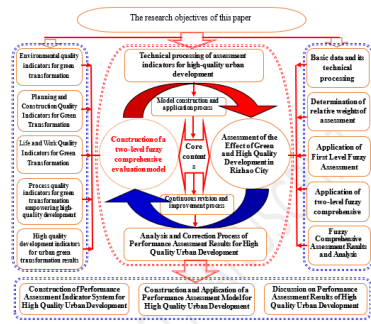 The research objectives of this paper
Environmental quality
indicators for green
transformation
Planning and
Construction Quality
Indicators for Green
Transformation
Life and Work Quality
Indicators for Green
Transformation
Process quality
indicators for green
transformation
empowering high-
quality development
High quality
development indicators
for urban green
transformation results
Technical processing of assessment
indicators for high-quality urban
development
Model construction and
application process
Construction of a
two-level fuzzy
comprehensive
evaluation model
Core
content
s
Assessment of the
Effect of Green
and High Quality
Development in
Rizhao City
Continuous revision and
improvement process
Analysis and Correction Process of
Performance Assessment Results for High
Quality Urban Development
Basic data and its
technical
processing
Determination of
relative weights of
assessment
Application of
First Level Fuzzy
Assessment
Application of
two-level fuzzy
comprehensive
Fuzzy
Comprehensive
Assessment Results
and Analysis
Construction of Performance
Assessment Indicator System for
High Quality Urban Development
Construction and Application of a
Performance Assessment Model for
High Quality Urban Development
Discussion on Performance
Assessment Results of High
Quality Urban Development